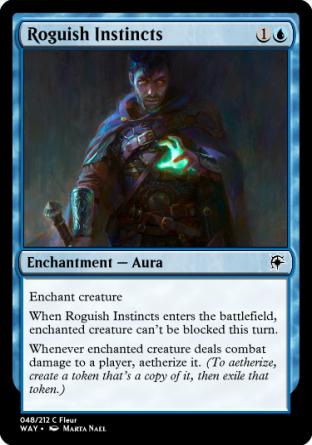 Roguish Instincts 1
Enchantment — Aura
Enchant creature
When Roguish Instincts enters the battlefield,
enchanted creature can't be blocked this turn.
Whenever enchanted creature deals combat
damage to a player, aetherize it. (To aetherize,
create a token that's a copy of it, then exile that
token.)
048/212 C Fleur
WAY • Marta Nael